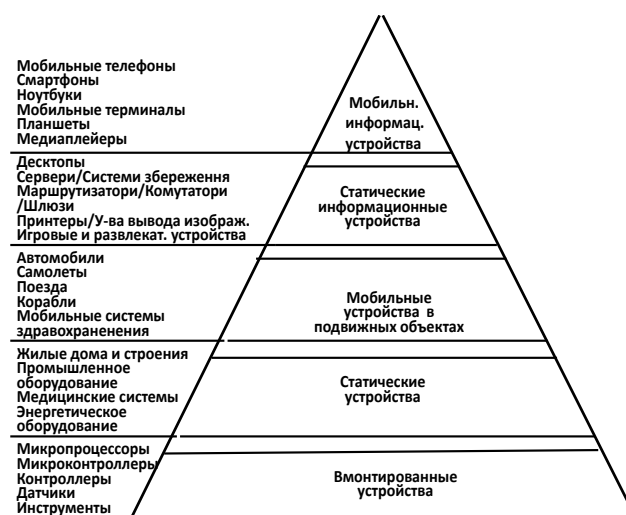 Мобильные телефоны
Смартфоны
Ноутбуки
Мобильные терминалы
Планшеты
Медиаплейеры
Мобильн.
информац.
устройства
Десктопы
Сервери/Системи збереження
Маршрутизатори/Комутатори
/Шлюзи
Принтеры/У-ва вывода изображ.
Игровые и развлекат. устройства
Статические
информационные
устройства
Автомобили
Самолеты
Поезда
Корабли
Мобильные системы
здравохраненения
Мобильные
устройства в
подвижных объектах
Жилые дома и строения
Промышленное
оборудование
Медицинские системы
Энергетическое
оборудование
Статические
устройства
Микропроцессоры
Микроконтроллеры
Контроллеры
Датчики
Инструменты
Вмонтированные
устройства